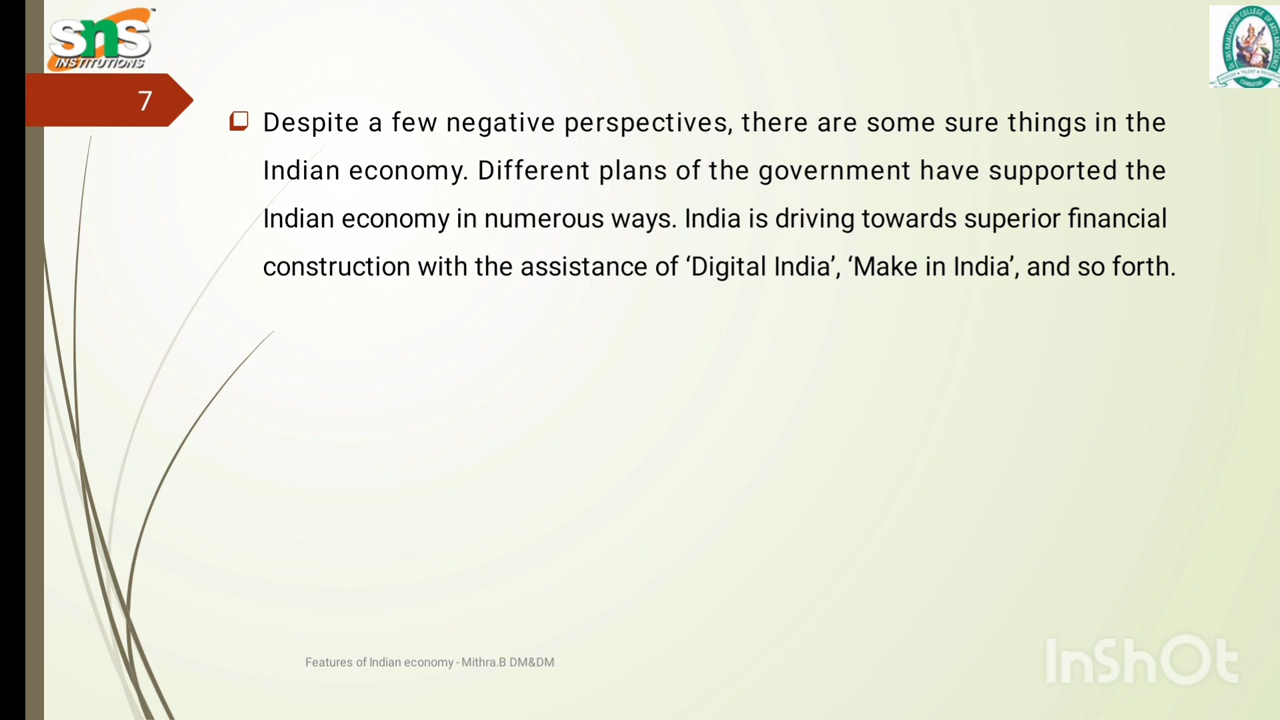 SNS
INSTITUTIONS
7
Despite a few negative perspectives, there are some sure things in the
Indian economy. Different plans of the government have supported the
Indian economy in numerous ways. India is driving towards superior financial
construction with the assistance of ‘Digital India’, ‘Make in India’, and so forth.
Features of Indian economy - Mithra.B DM&DM
InShOt